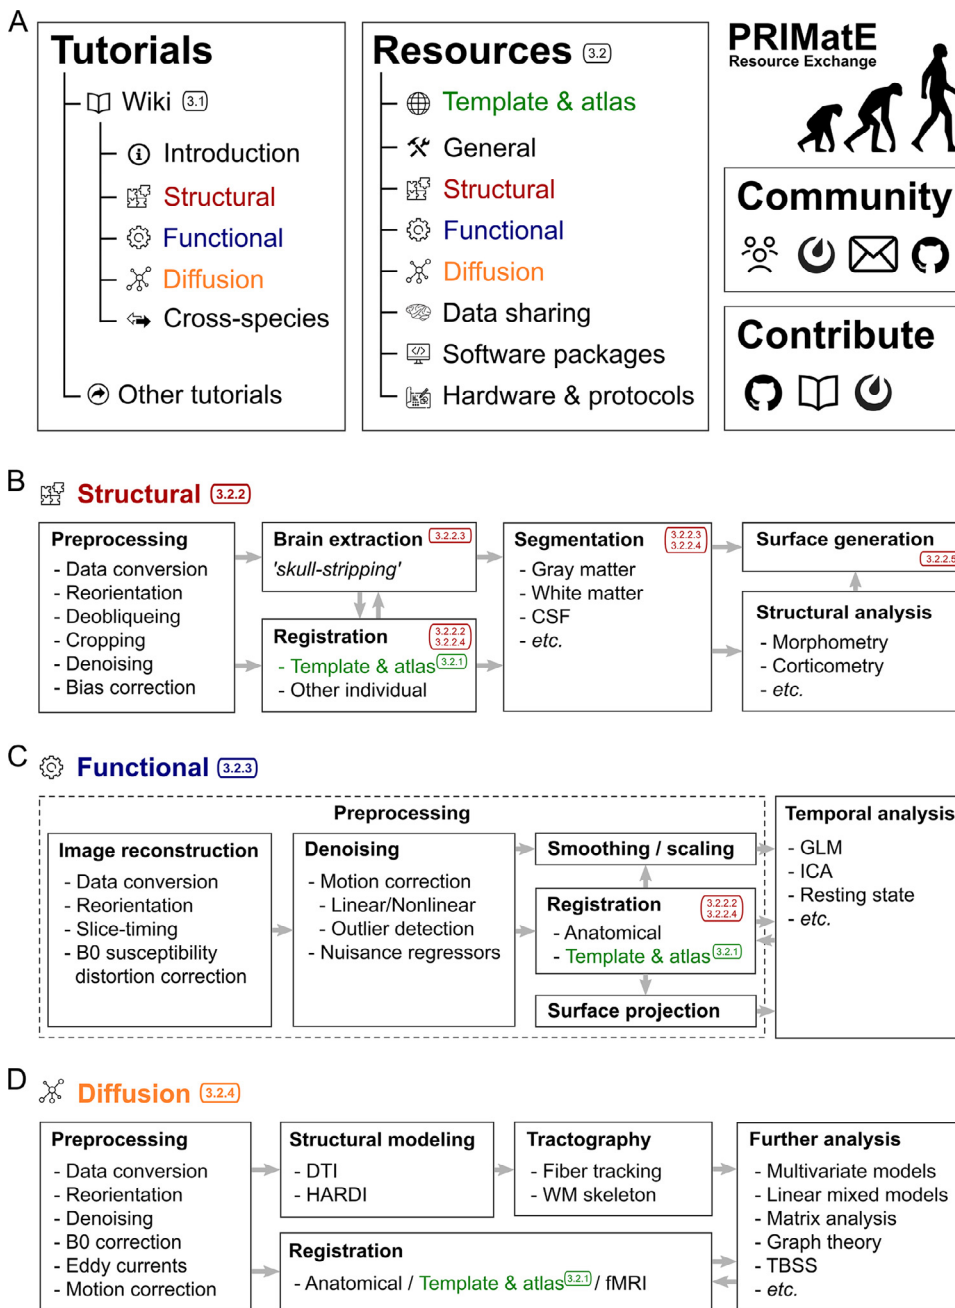 A
Tutorials
Wiki 3.1
Introduction
Structural
Functional
Diffusion
Cross-species
Other tutorials
Resources 3.2
Template & atlas
General
Structural
Functional
Diffusion
Data sharing
Software packages
Hardware & protocols
PRIMatE
Resource Exchange
Community
Contribute
B
Structural 3.2.2
Preprocessing
- Data conversion
- Reorientation
- Deobliqueing
- Cropping
- Denoising
- Bias correction
Brain extraction 3.2.2.3
'skull-stripping'
Registration 3.2.2.2
3.2.2.4
- Template & atlas 3.2.1
- Other individual
Segmentation 3.2.2.3
3.2.2.4
- Gray matter
- White matter
- CSF
- etc.
Surface generation
3.2.2.5
Structural analysis
- Morphometry
- Corticometry
- etc.
C
Functional 3.2.3
Preprocessing
Image reconstruction
- Data conversion
- Reorientation
- Slice-timing
- B0 susceptibility
distortion correction
Denoising
- Motion correction
- Linear/Nonlinear
- Outlier detection
- Nuisance regressors
Smoothing / scaling
Registration 3.2.2.2
3.2.2.4
- Anatomical
- Template & atlas 3.2.1
Surface projection
Temporal analysis
- GLM
- ICA
- Resting state
- etc.
D
Diffusion 3.2.4
Preprocessing
- Data conversion
- Reorientation
- Denoising
- B0 correction
- Eddy currents
- Motion correction
Structural modeling
- DTI
- HARDI
Tractography
- Fiber tracking
- WM skeleton
Registration
- Anatomical / Template & atlas 3.2.1 / fMRI
Further analysis
- Multivariate models
- Linear mixed models
- Matrix analysis
- Graph theory
- TBSS
- etc.